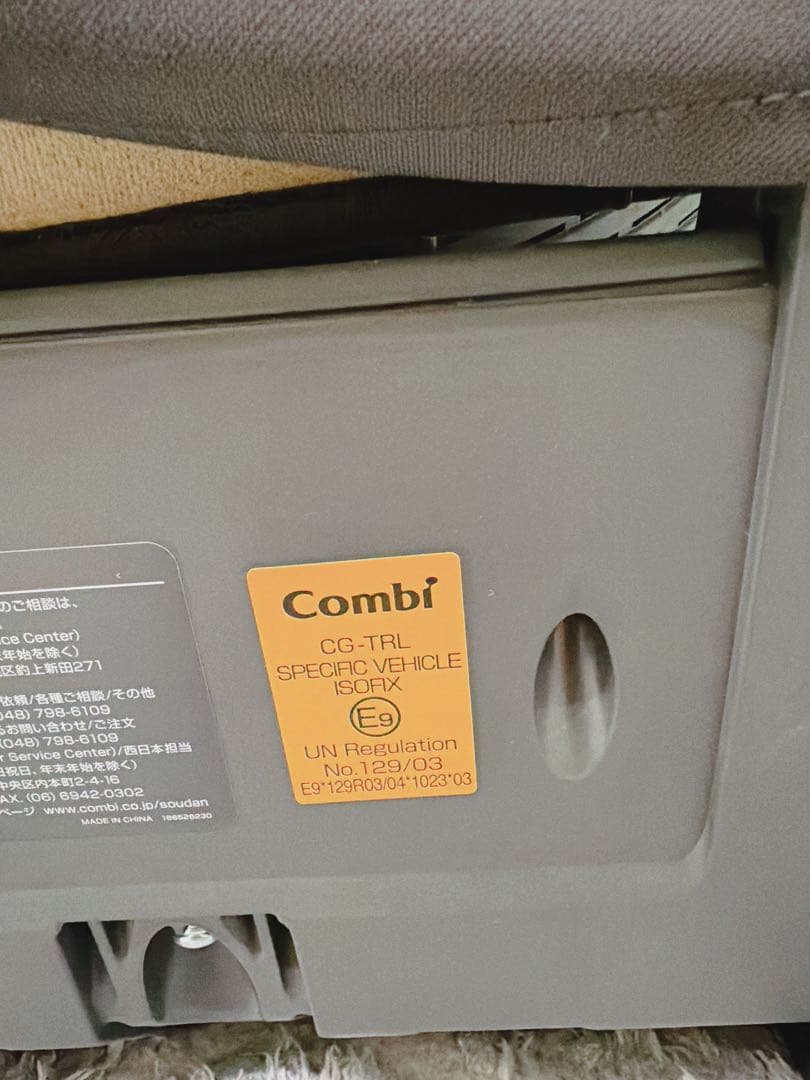 のご相談は、
ce Center)
年始を除く)
区釣上新田271
依頼/各種ご相談/その他
048) 798-6109
るお問い合わせ/ご注文
(048) 798-6109
r Service Center)/西日本担当
日祝日、年末年始を除く)
中央区内本町2-4-16
FAX. (06) 6942-0302
ページ www.combi.co.jp/soudan
MADE IN CHINA 186526230
Combi
CG-TRL
SPECIFIC VEHICLE
ISOFIX
E9
UN Regulation
No.129/03
E9*129R03/04*1023*03